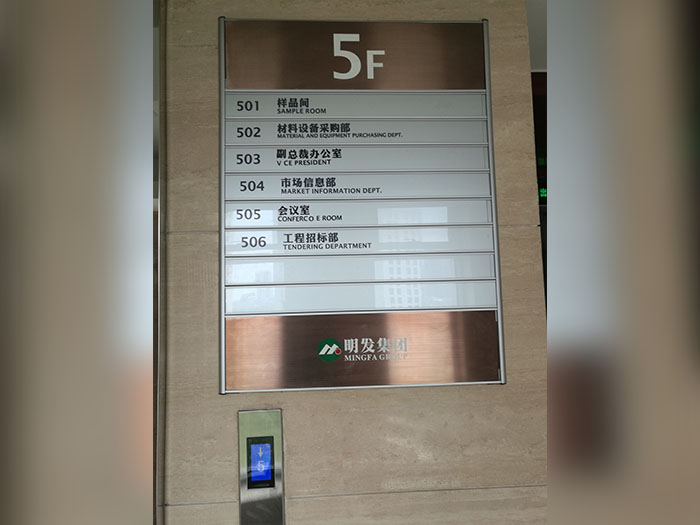 5F
501 样品间
SAMPLE ROOM
502 材料设备采购部
MATERIAL AND EQUIPMENT PURCHASING DEPT.
503 副总裁办公室
V CE PRESIDENT
504 市场信息部
MARKET INFORMATION DEPT.
505 会议室
CONFERCO E ROOM
506 工程招标部
TENDERING DEPARTMENT
明发集团
MINGFA GROUP
↓
5